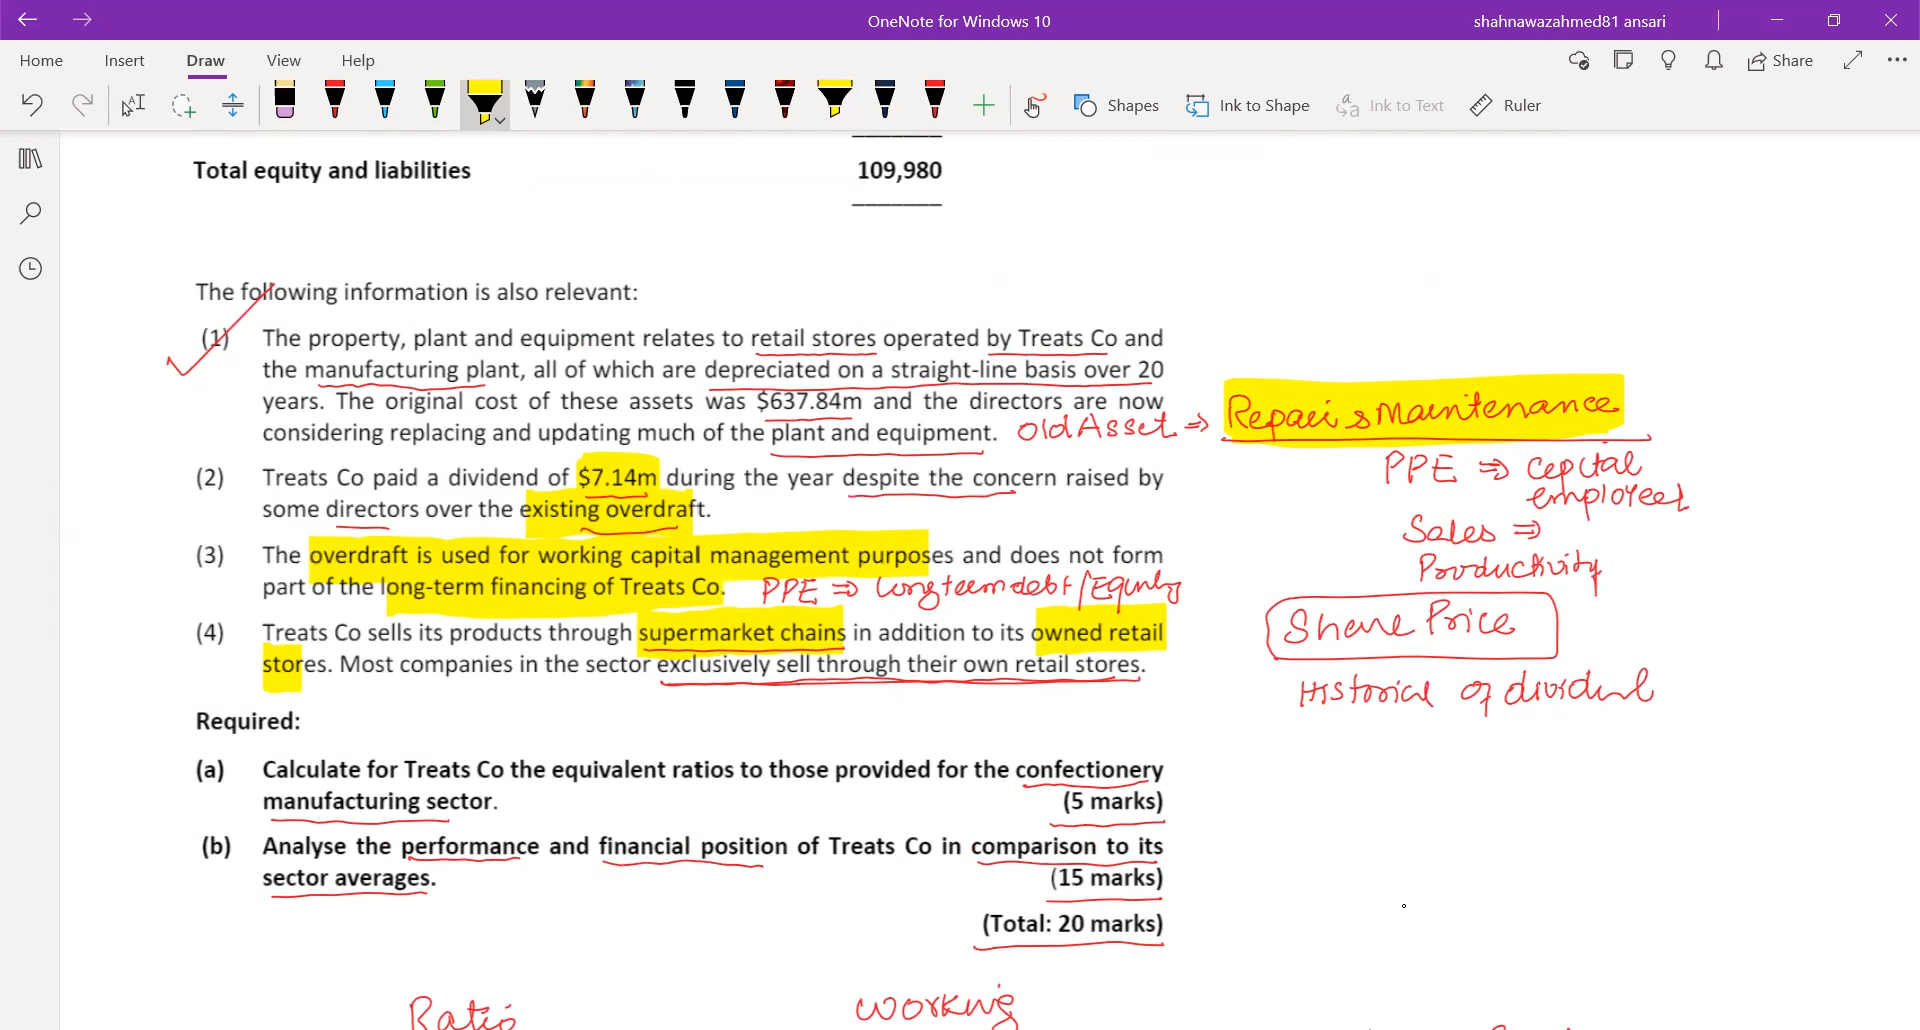 OneNote for Windows 10
shahnawazahmed81 ansari
Home Insert Draw View Help
Share
Shapes
Ink to Shape
Ink to Text
Ruler
Total equity and liabilities 109,980
The following information is also relevant:
(1) The property, plant and equipment relates to retail stores operated by Treats Co and
the manufacturing plant, all of which are depreciated on a straight-line basis over 20
years. The original cost of these assets was $637.84m and the directors are now
considering replacing and updating much of the plant and equipment. old Asset ⇒ Repair & Maintenance
PPE ⇒ capital
employeed
(2) Treats Co paid a dividend of $7.14m during the year despite the concern raised by
some directors over the existing overdraft.
Sales ⇒
Productivity
(3) The overdraft is used for working capital management purposes and does not form
part of the long-term financing of Treats Co. PPE ⇒ Long term debt/Equity
(4) Treats Co sells its products through supermarket chains in addition to its owned retail
stores. Most companies in the sector exclusively sell through their own retail stores.
Share Price
Historical of dividend
Required:
(a) Calculate for Treats Co the equivalent ratios to those provided for the confectionery
manufacturing sector. (5 marks)
(b) Analyse the performance and financial position of Treats Co in comparison to its
sector averages. (15 marks)
(Total: 20 marks)
Ratio working